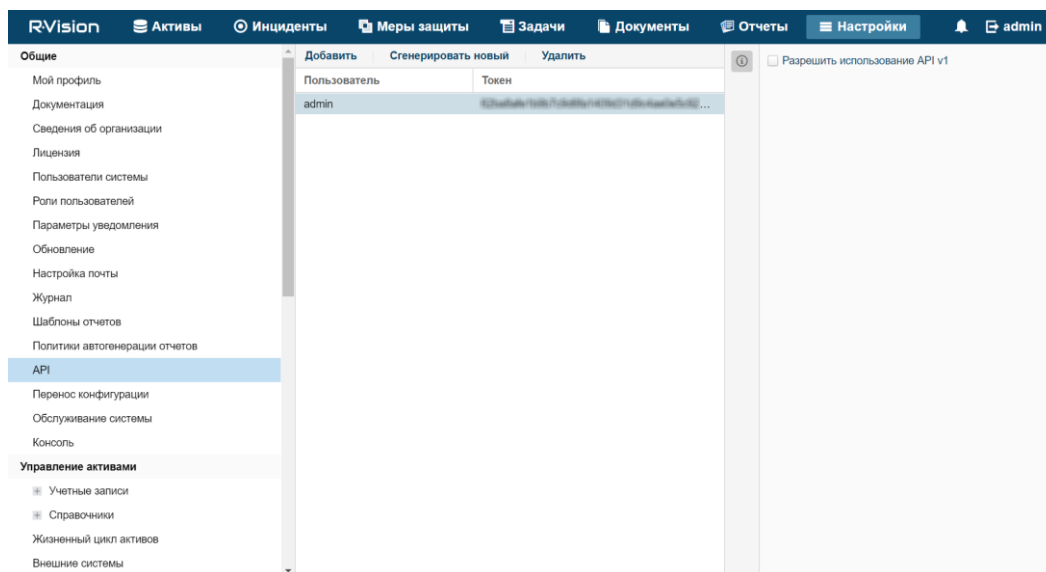 R·Vision Активы Инциденты Меры защиты Задачи Документы Отчеты Настройки admin
Общие
Мой профиль
Документация
Сведения об организации
Лицензия
Пользователи системы
Роли пользователей
Параметры уведомления
Обновление
Настройка почты
Журнал
Шаблоны отчетов
Политики автогенерации отчетов
API
Перенос конфигурации
Обслуживание системы
Консоль
Управление активами
Учетные записи
Справочники
Жизненный цикл активов
Внешние системы
Добавить Сгенерировать новый Удалить
Пользователь Токен
admin
Разрешить использование API v1